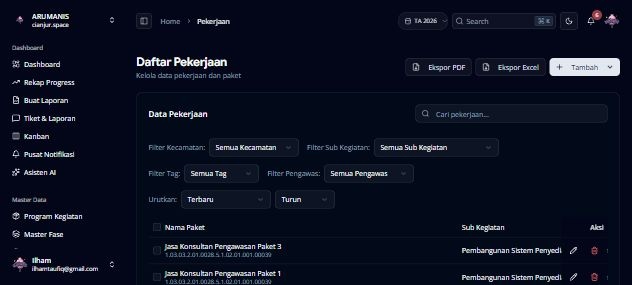 ARUMANIS
cianjur.space
Home > Pekerjaan
TA 2026
Search
⌘ K
6
Dashboard
Dashboard
Rekap Progress
Buat Laporan
Tiket & Laporan
Kanban
Pusat Notifikasi
Asisten AI
Master Data
Program Kegiatan
Master Fase
Ilham
ilhamtaufiq@gmail.com
Daftar Pekerjaan
Kelola data pekerjaan dan paket
Ekspor PDF
Ekspor Excel
+ Tambah
Data Pekerjaan
Cari pekerjaan...
Filter Kecamatan: Semua Kecamatan Filter Sub Kegiatan: Semua Sub Kegiatan
Filter Tag: Semua Tag Filter Pengawas: Semua Pengawas
Urutkan: Terbaru Turun
Nama Paket Sub Kegiatan Aksi
Jasa Konsultan Pengawasan Paket 3 Pembangunan Sistem Penyedi
1.03.03.2.01.0028.5.1.02.01.001.00039
Jasa Konsultan Pengawasan Paket 1 Pembangunan Sistem Penyedi
1.03.03.2.01.0028.5.1.02.01.001.00039